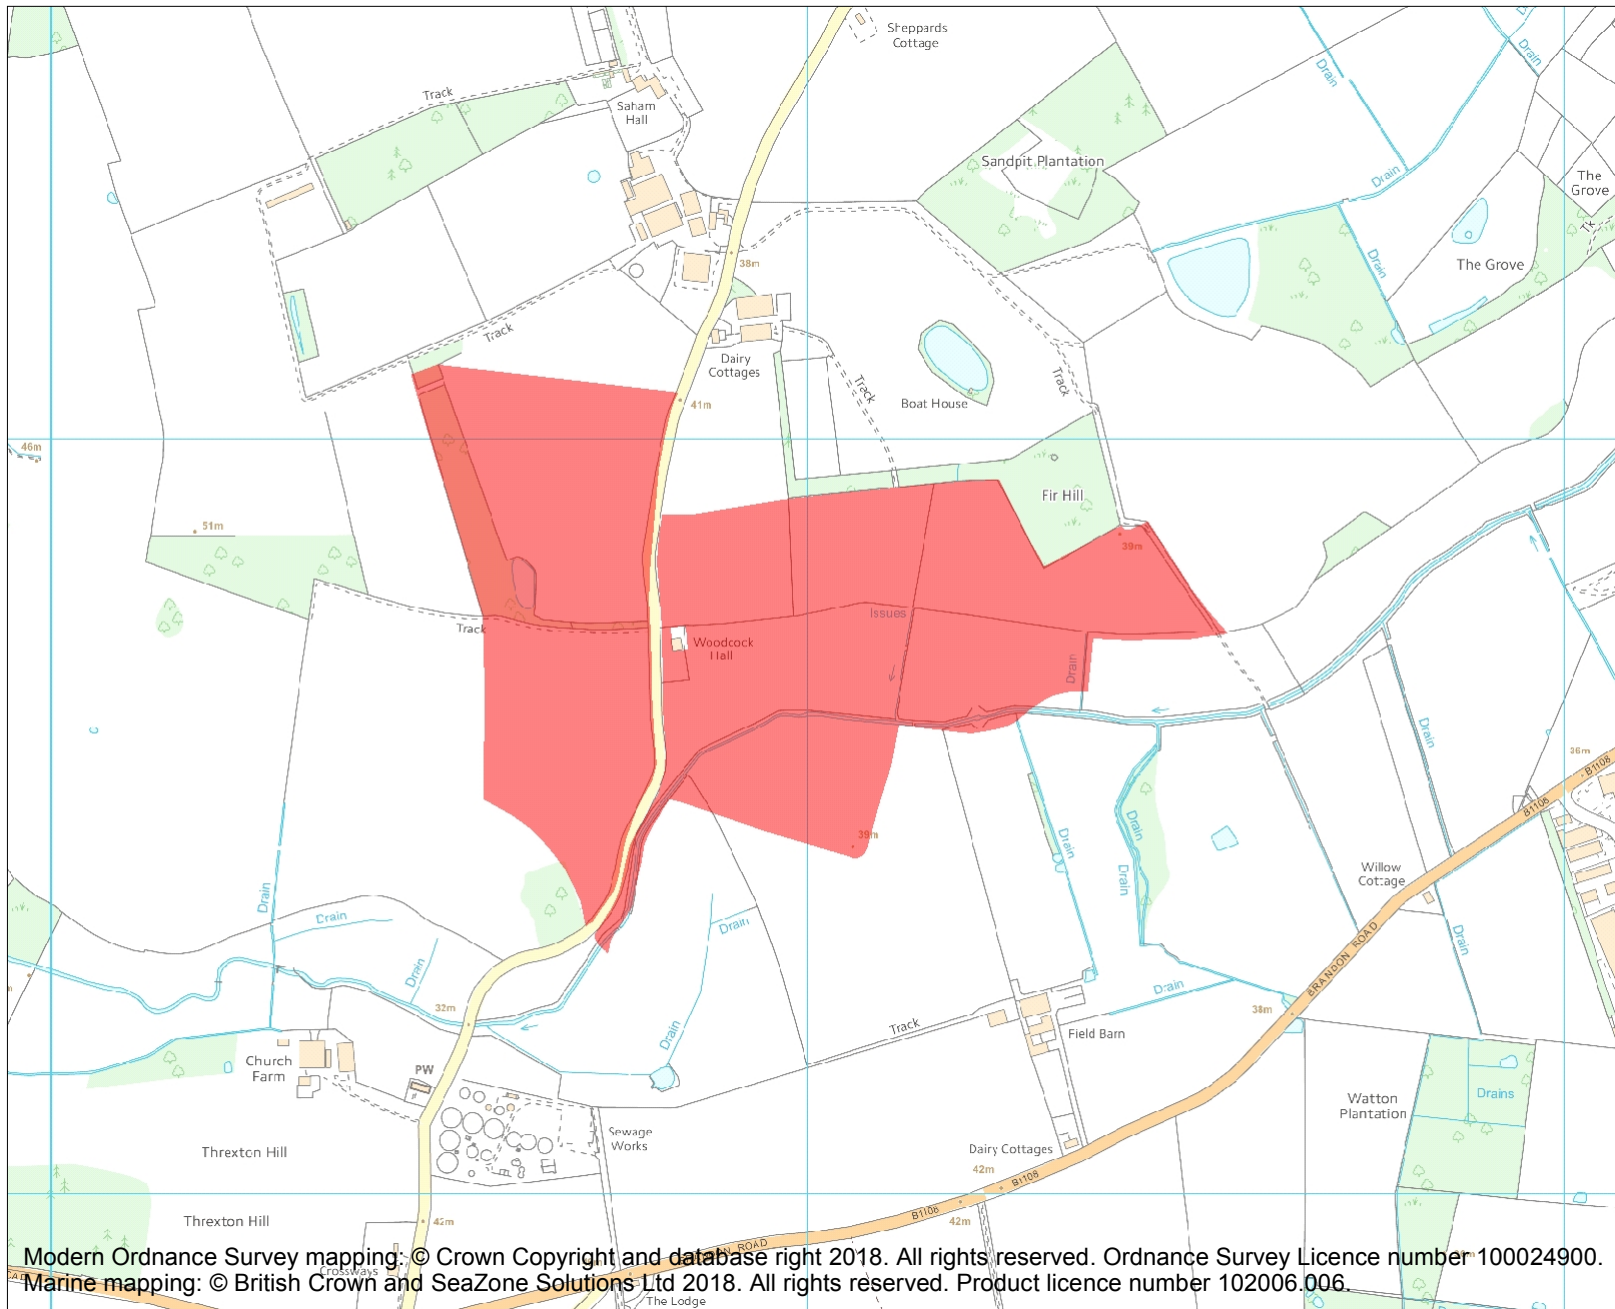 Sheppards
Cottage
Drain
Drain
Track
Saham
Hall
Sandpit Plantation
Drain
The
Grove
Tk
38m
Drain
The Grove
Track
Dairy
Cottages
Track
Track
Boat House
41m
46m
Fir Hill
51m
39m
Issues
Track
Woodcock
Hall
Drain
Drain
36m
B1108
B1108
39m
Drain
Drain
Drain
Willow
Cottage
Drain
Drain
Drain
Drain
Drain
BRANDON ROAD
Drain
32m
Drain
38m
Track
Field Barn
Church
Farm
PW
Watton
Plantation
Drains
Sewage
Works
Threxton Hill
Dairy Cottages
42m
B1108
Threxton Hill
42m
B1108
42m
ROAD
Modern Ordnance Survey mapping: © Crown Copyright and database right 2018. All rights reserved. Ordnance Survey Licence number 100024900.
Crossways
Marine mapping: © British Crown and SeaZone Solutions Ltd 2018. All rights reserved. Product licence number 102006.006.
The Lodge